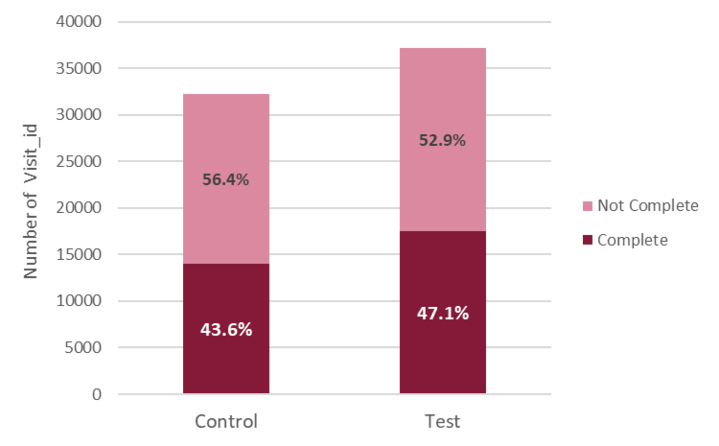 40000
35000
30000
25000
20000
15000
10000
5000
0
Number of Visit_id
56.4%
43.6%
52.9%
47.1%
Control
Test
Not Complete
Complete